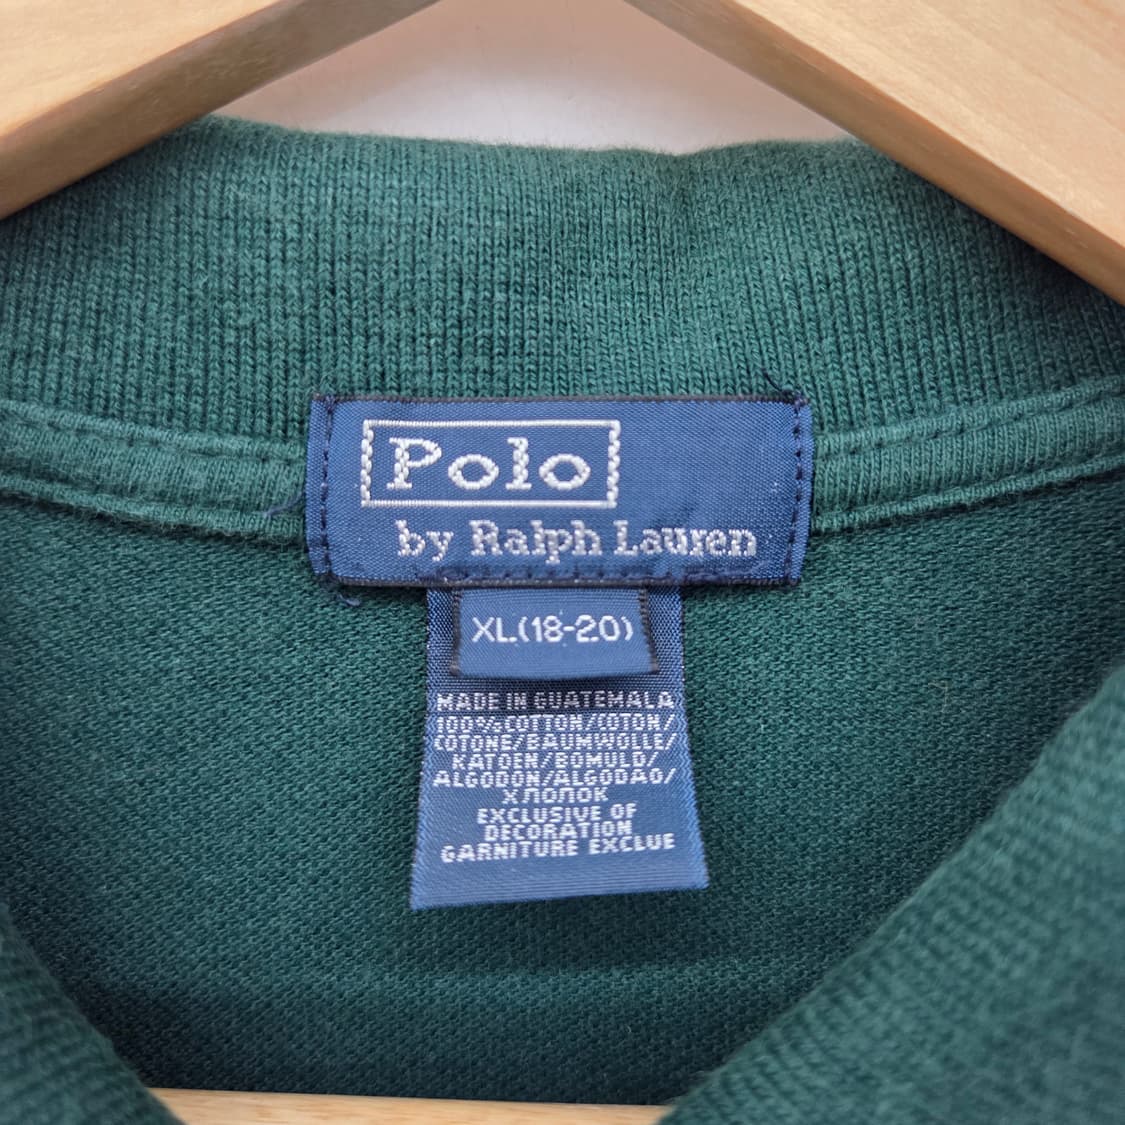 Polo
by Ralph Lauren
XL(18-20)
MADE IN GUATEMALA
100%COTTON/COTON/
COTONE/BAUMWOLLE/
KATOEN/BOMULD/
ALGODON/ALGODAO/
ХЛОПОК
EXCLUSIVE OF
DECORATION
GARNITURE EXCLUE